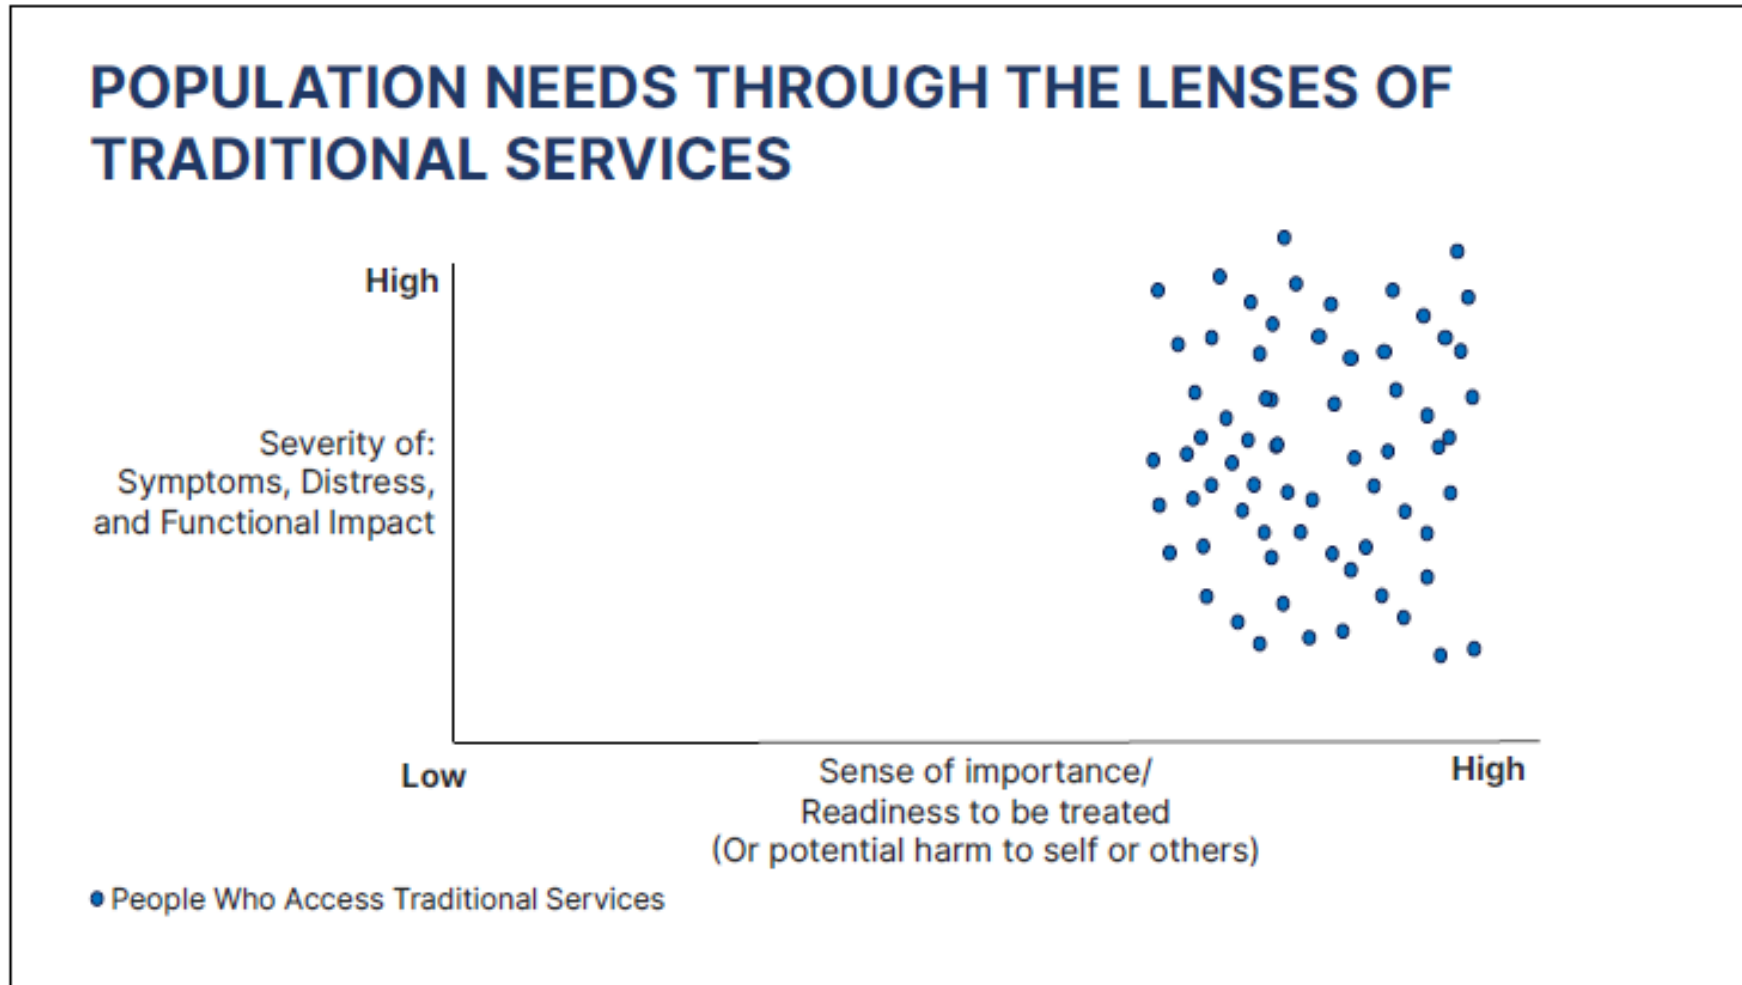 POPULATION NEEDS THROUGH THE LENSES OF
TRADITIONAL SERVICES
High
Severity of:
Symptoms, Distress,
and Functional Impact
Low
Sense of importance/
Readiness to be treated
(Or potential harm to self or others)
High
People Who Access Traditional Services